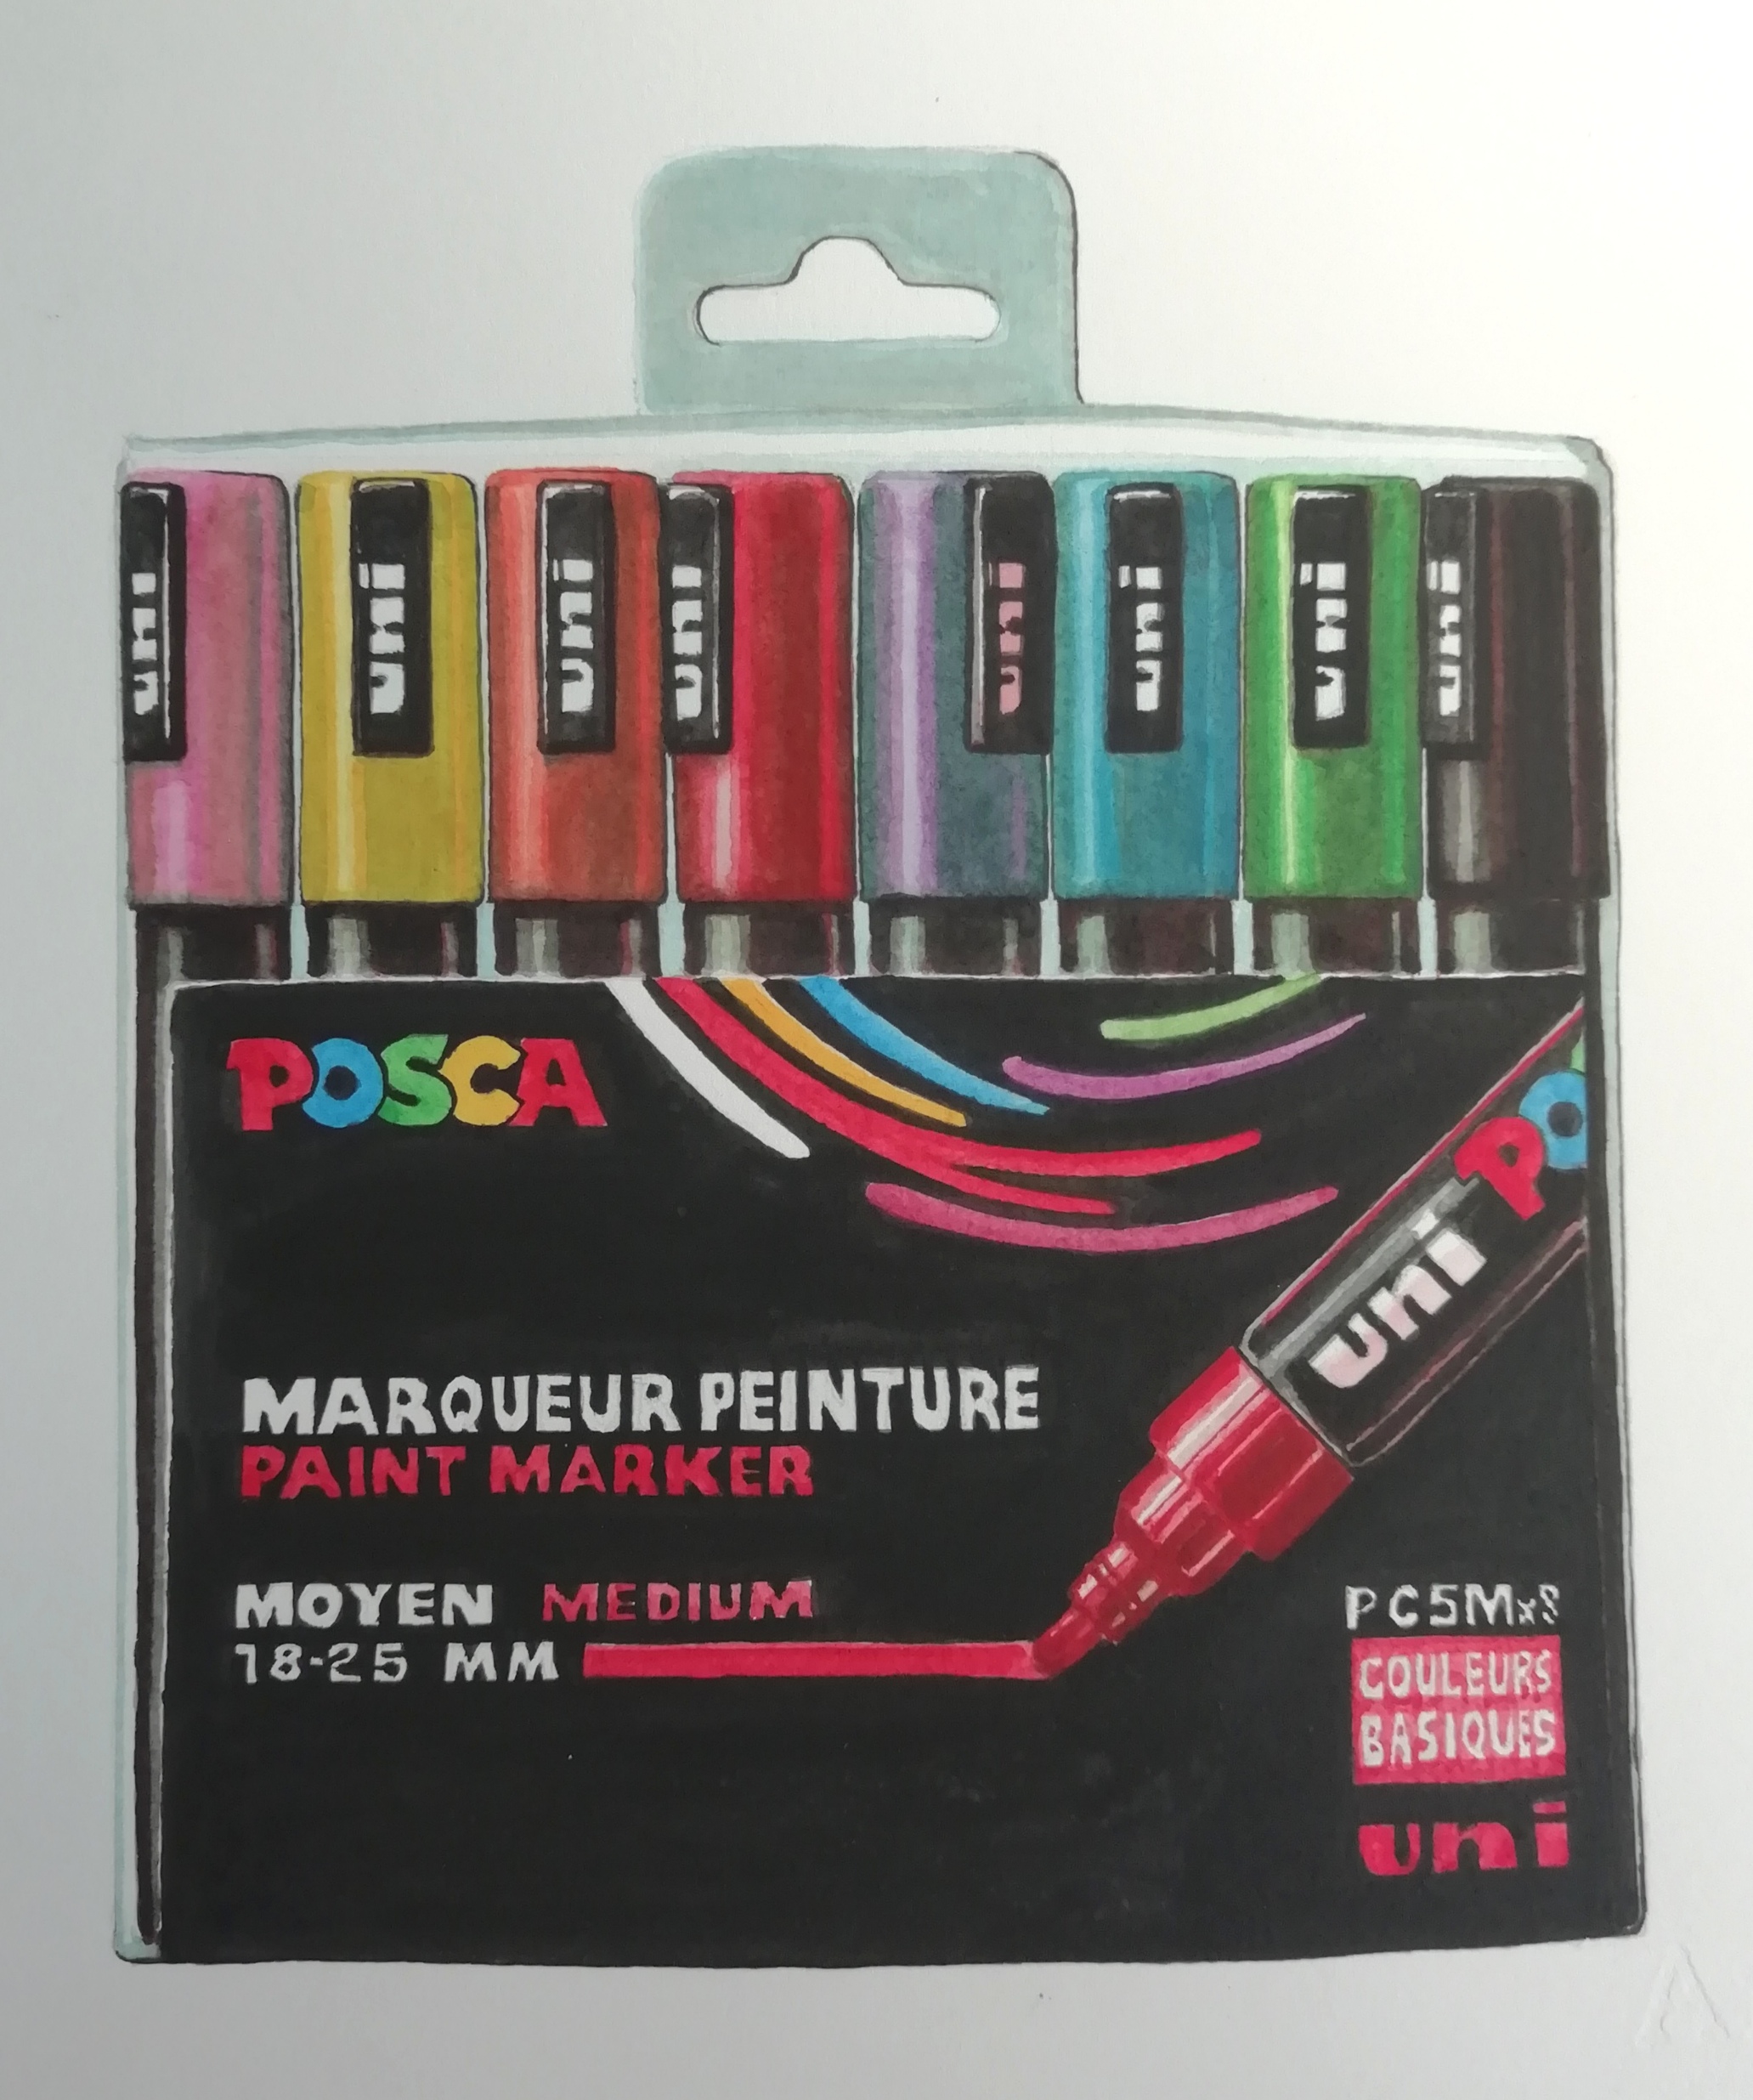 uni uni uni uni uni uni uni uni
POSCA
PO
uni
MARQUEUR PEINTURE
PAINT MARKER
MOYEN MEDIUM
18-25 MM
PC5Mx8
COULEURS
BASIQUES
uni